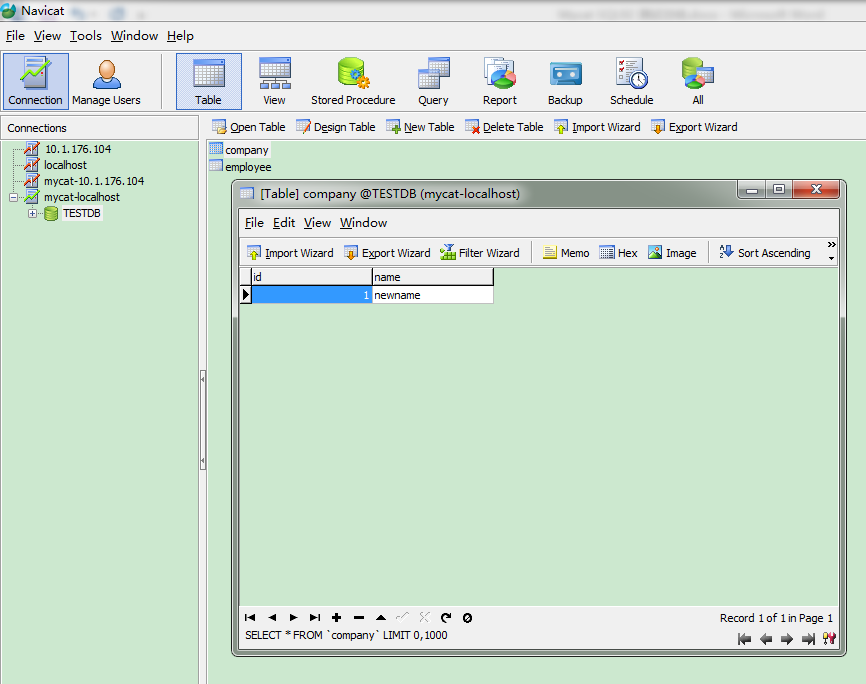 Navicat
File View Tools Window Help
Connection Manage Users Table View Stored Procedure Query Report Backup Schedule All
Connections
Open Table Design Table New Table Delete Table Import Wizard Export Wizard
10.1.176.104
localhost
mycat-10.1.176.104
mycat-localhost
TESTDB
company
employee
[Table] company @TESTDB (mycat-localhost)
File Edit View Window
Import Wizard Export Wizard Filter Wizard Memo Hex Image Sort Ascending
id name
1 newname
Record 1 of 1 in Page 1
SELECT * FROM `company` LIMIT 0,1000